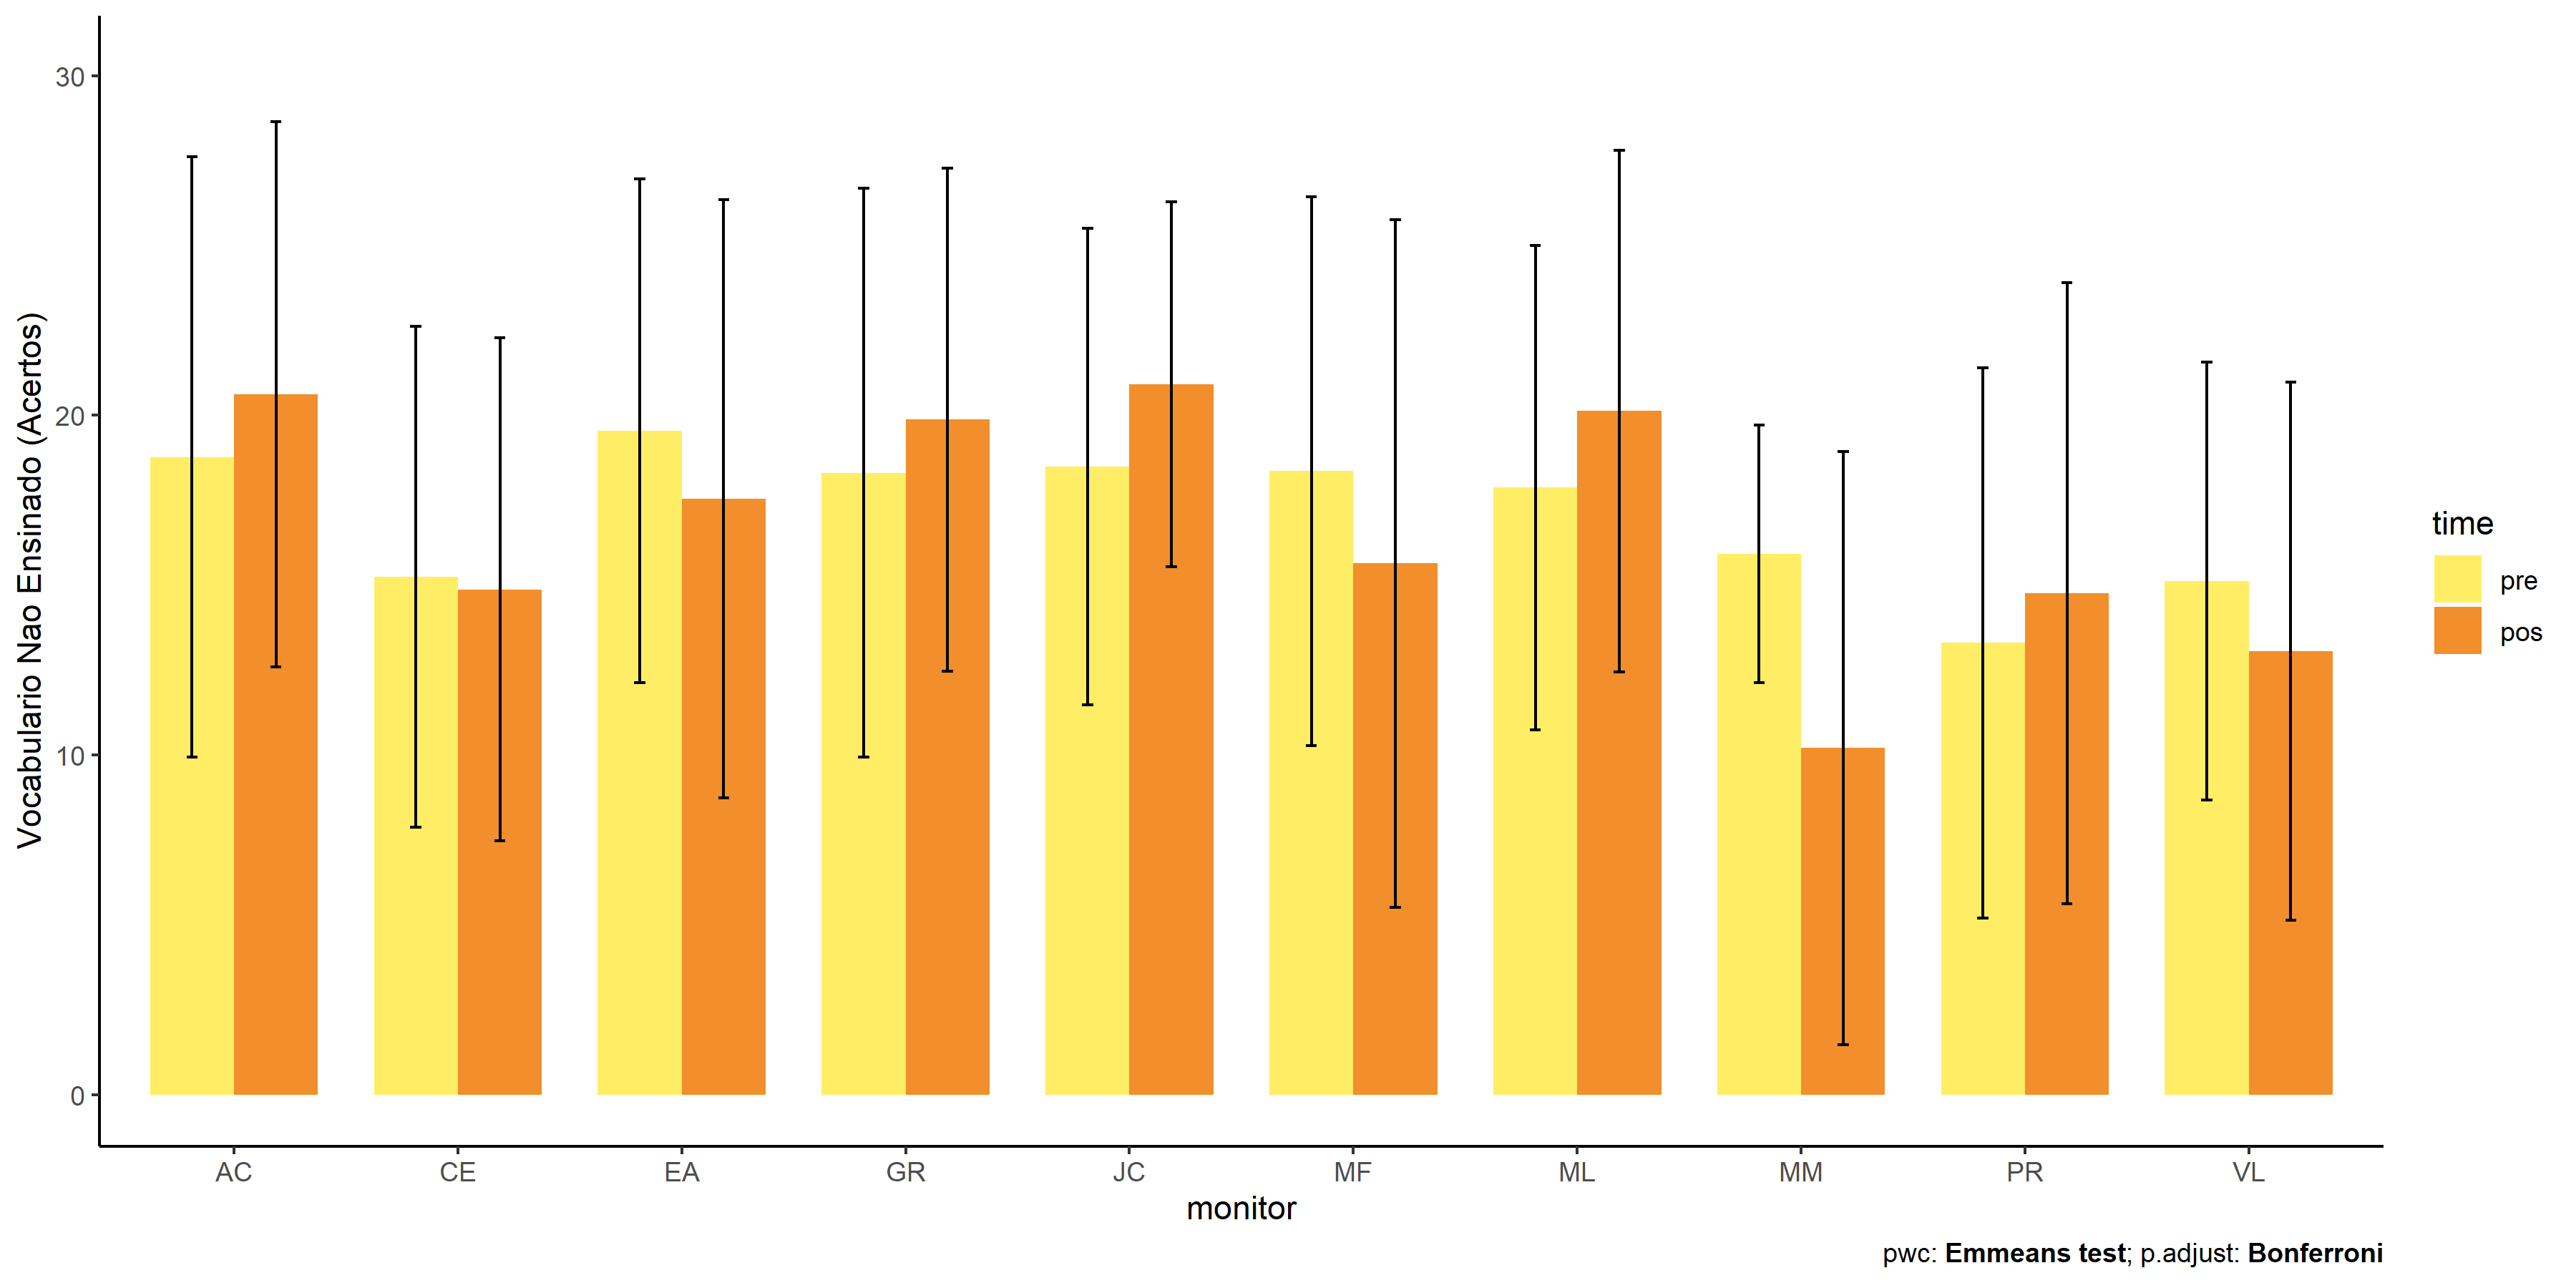 Vocabulario Nao Ensinado (Acertos)
30
20
10
0
AC CE EA GR JC MF ML MM PR VL
monitor
time
pre
pos
pwc: Emmeans test; p.adjust: Bonferroni